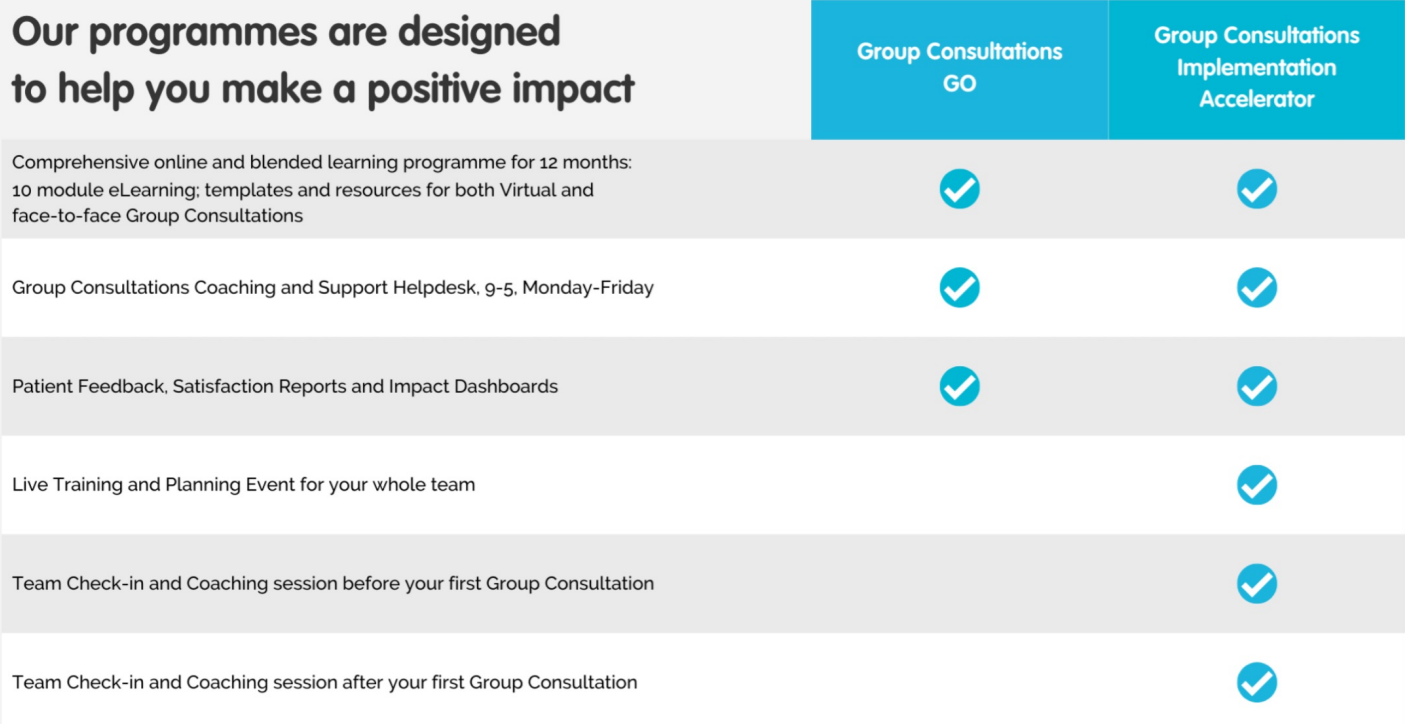 Our programmes are designed
to help you make a positive impact
Group Consultations
GO
Group Consultations
Implementation
Accelerator
Comprehensive online and blended learning programme for 12 months:
10 module eLearning; templates and resources for both Virtual and
face-to-face Group Consultations
Group Consultations Coaching and Support Helpdesk, 9-5, Monday-Friday
Patient Feedback, Satisfaction Reports and Impact Dashboards
Live Training and Planning Event for your whole team
Team Check-in and Coaching session before your first Group Consultation
Team Check-in and Coaching session after your first Group Consultation